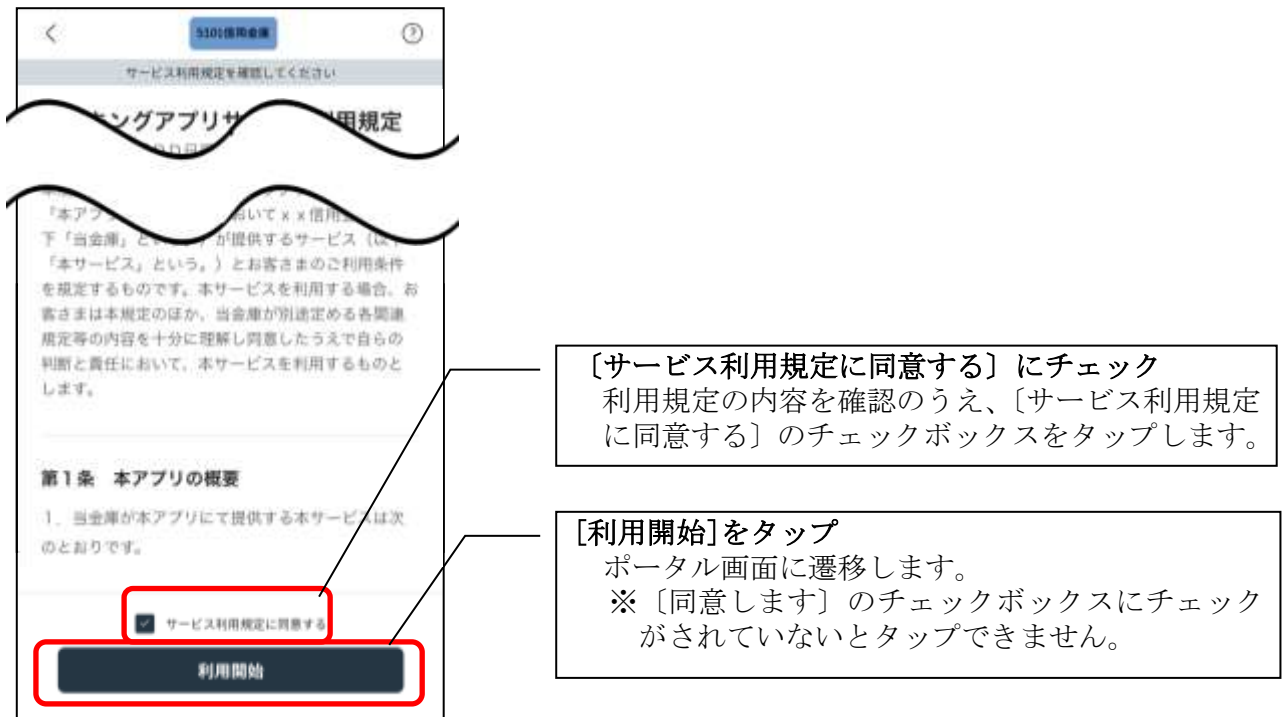 5101信用金庫
サービス利用規定を確認してください
ングアプリサ 用規定
「本アプ おいてxx信用
下「当金庫」と が提供するサービス（以
「本サービス」という。）とお客さまのご利用条件
を規定するものです。本サービスを利用する場合、お
客さまは本規定のほか、当金庫が別途定める各関連
規定等の内容を十分に理解し同意したうえで自らの
判断と責任において、本サービスを利用するものと
します。
第1条 本アプリの概要
1. 当金庫が本アプリにて提供する本サービスは次
のとおりです。
サービス利用規定に同意する
利用開始
〔サービス利用規定に同意する〕にチェック
利用規定の内容を確認のうえ、〔サービス利用規定
に同意する〕のチェックボックスをタップします。
[利用開始]をタップ
ポータル画面に遷移します。
※〔同意します〕のチェックボックスにチェック
がされていないとタップできません。